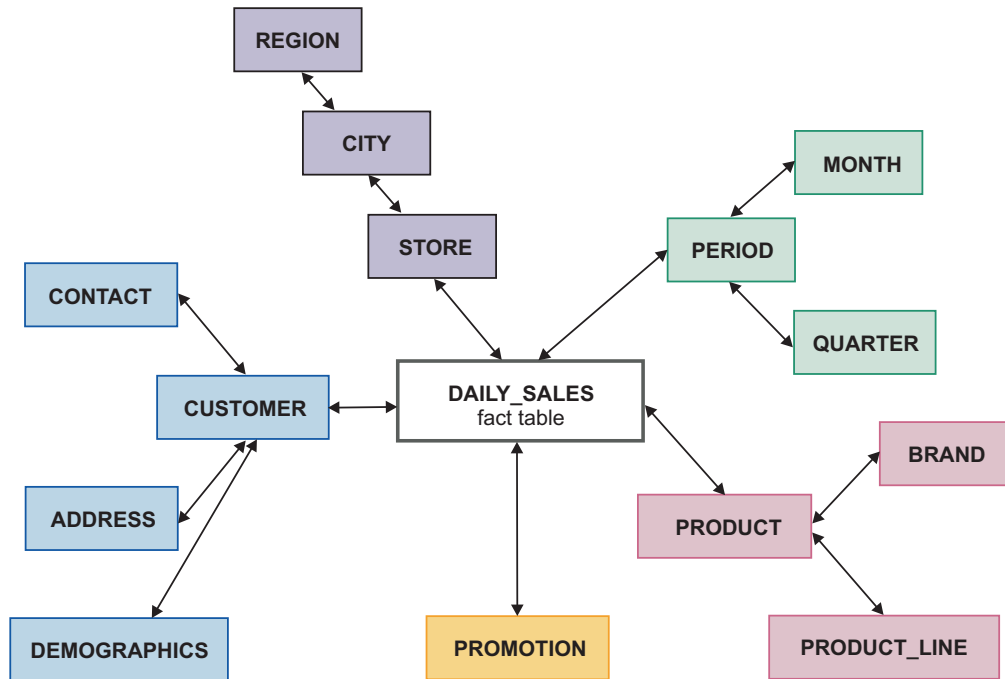 REGION
CITY
MONTH
STORE
PERIOD
CONTACT
QUARTER
DAILY_SALES
fact table
CUSTOMER
BRAND
ADDRESS
PRODUCT
DEMOGRAPHICS
PROMOTION
PRODUCT_LINE